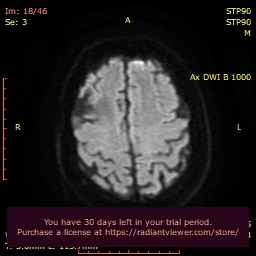 Im: 18/46
Se: 3
STP90
STP90
M
A
Ax DWI B 1000
R
L
You have 30 days left in your trial period.
Purchase a license at https://radiantviewer.com/store/